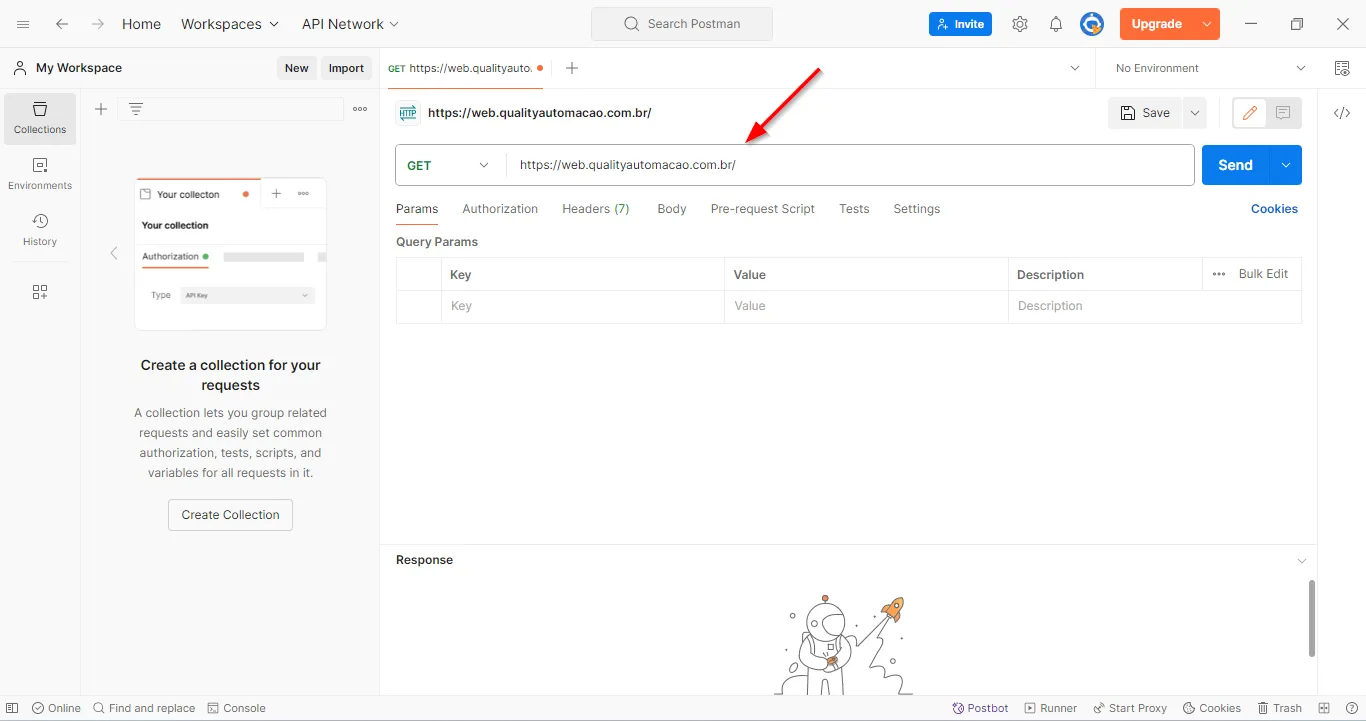 Home Workspaces API Network Search Postman Invite Upgrade
My Workspace New Import GET https://web.qualityauto. No Environment
Collections
https://web.qualityautomacao.com.br/ Save
GET https://web.qualityautomacao.com.br/ Send
Environments
History
Your collecton
Your collection
Authorization
Type API Key
Params Authorization Headers (7) Body Pre-request Script Tests Settings Cookies
Query Params
Key Value Description Bulk Edit
Key Value Description
Create a collection for your
requests
A collection lets you group related
requests and easily set common
authorization, tests, scripts, and
variables for all requests in it.
Create Collection
Response
Online Find and replace Console Postbot Runner Start Proxy Cookies Trash